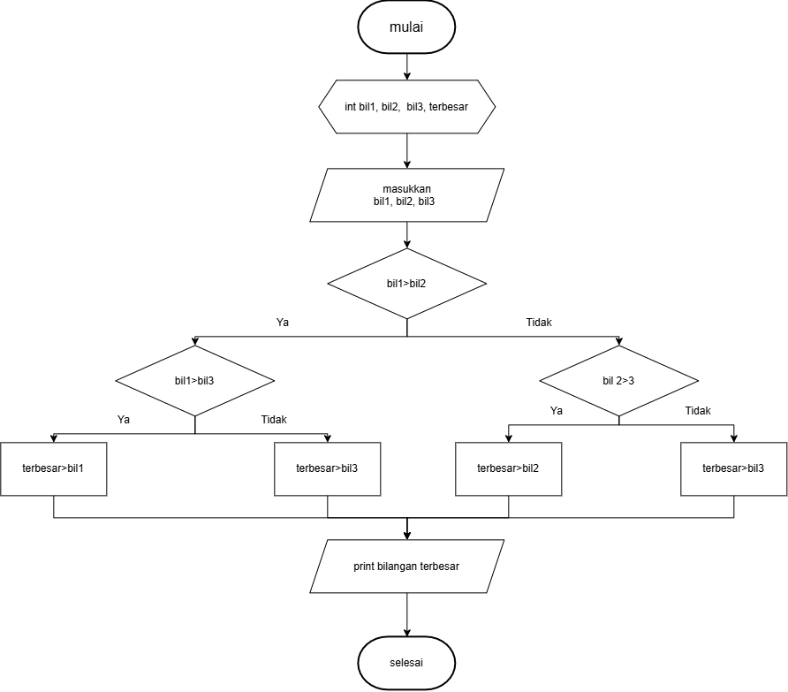 mulai
int bil1, bil2,  bil3, terbesar
masukkan
bil1, bil2, bil3
bil1>bil2
Ya
Tidak
bil1>bil3
bil 2>3
Ya
Tidak
Ya
Tidak
terbesar>bil1
terbesar>bil3
terbesar>bil2
terbesar>bil3
print bilangan terbesar
selesai